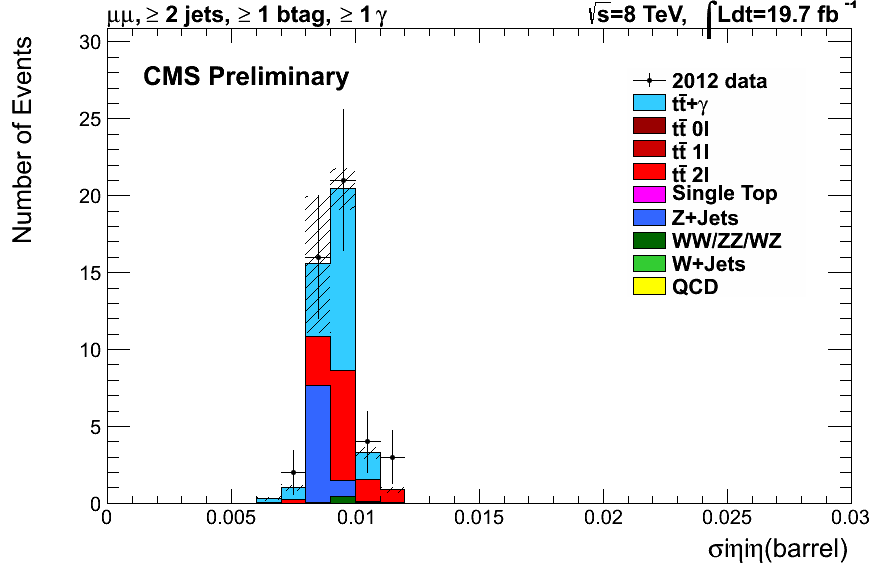 μμ, ≥ 2 jets, ≥ 1 btag, ≥ 1 γ
√s=8 TeV, ∫Ldt=19.7 fb⁻¹
CMS Preliminary
2012 data
tt̄+γ
tt̄ 0l
tt̄ 1l
tt̄ 2l
Single Top
Z+Jets
WW/ZZ/WZ
W+Jets
QCD
Number of Events
30
25
20
15
10
5
0
0 0.005 0.01 0.015 0.02 0.025 0.03
σiηiη(barrel)